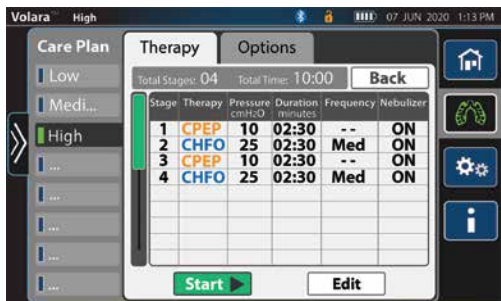 Volara™ High 07 JUN 2020 1:13 PM
Care Plan
Low
Medi...
High
...
...
...
...
...
Therapy Options
Total Stages: 04 Total Time: 10:00 Back
Stage Therapy Pressure cmH2O Duration minutes Frequency Nebulizer
1 CPEP 10 02:30 -- ON
2 CHFO 25 02:30 Med ON
3 CPEP 10 02:30 -- ON
4 CHFO 25 02:30 Med ON
Start Edit